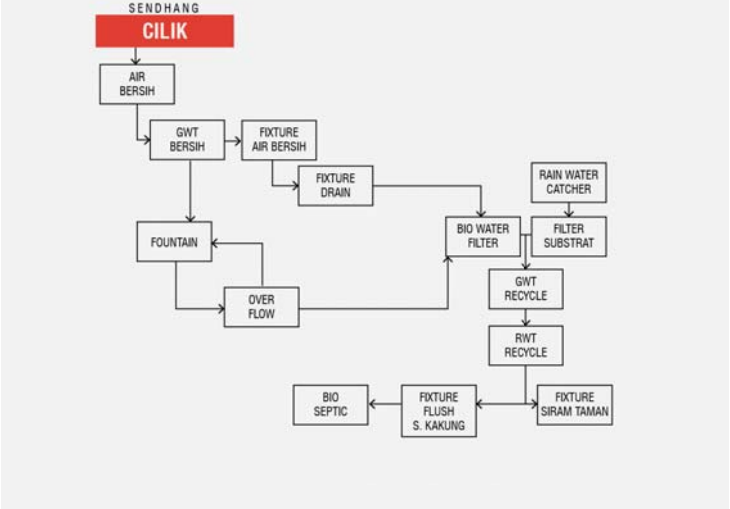 SENDHANG
CILIK
AIR
BERSIH
GWT
BERSIH
FIXTURE
AIR BERSIH
FIXTURE
DRAIN
RAIN WATER
CATCHER
FOUNTAIN
BIO WATER
FILTER
FILTER
SUBSTRAT
OVER
FLOW
GWT
RECYCLE
RWT
RECYCLE
BIO
SEPTIC
FIXTURE
FLUSH
S. KAKUNG
FIXTURE
SIRAM TAMAN